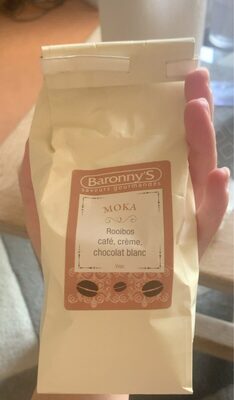 Baronny's
saveurs gourmandes
MOKA
Rooibos
café, crème,
chocolat blanc